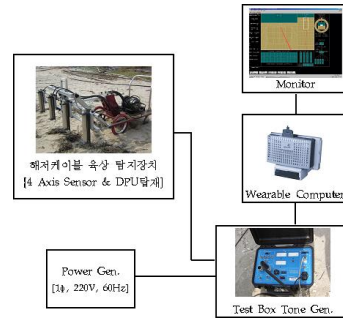 Monitor
해저케이블 육상 탐지장치
[4 Axis Sensor & DPU탑재]
Wearable Computer
Power Gen.
[1φ, 220V, 60Hz]
Test Box Tone Gen.